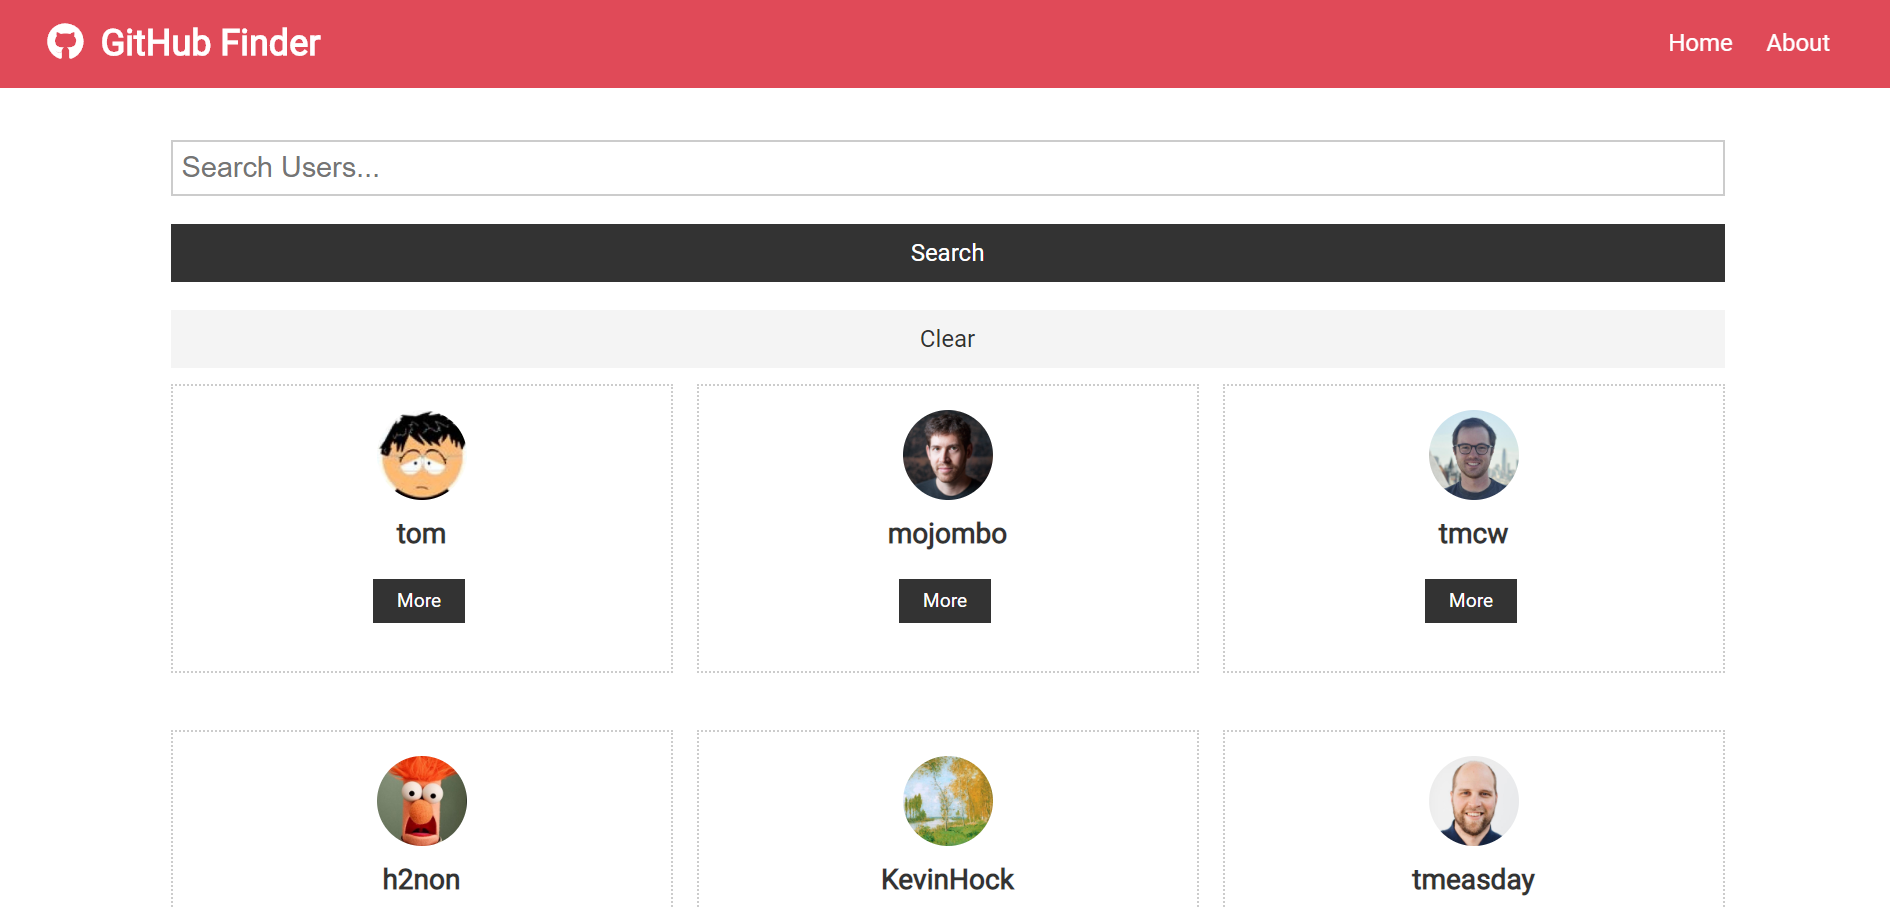 GitHub Finder
Home About
Search Users...
Search
Clear
tom mojombo tmcw
More More More
h2non KevinHock tmeasday